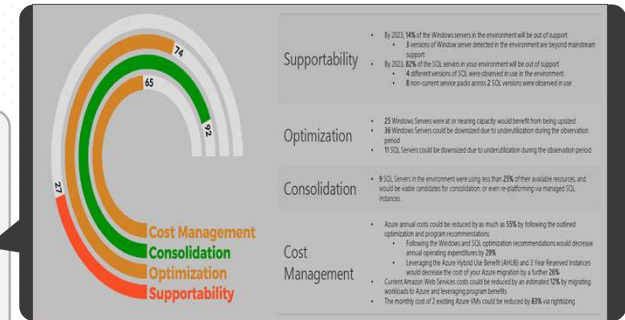 74
65
92
27
Cost Management
Consolidation
Optimization
Supportability
Supportability
• By 2023, 14% of the Windows servers in the environment will be out of support
• 3 versions of Window server detected in the environment are beyond mainstream
support
• By 2023, 82% of the SQL servers in your environment will be out of support
• 4 different versions of SQL were observed in use in the environment
• 8 non-current service packs across 2 SQL versions were observed in use
Optimization
• 23 Windows Servers were at or nearing capacity would benefit from being upsized
• 36 Windows Servers could be downsized due to underutilization during the observation
period
• 11 SQL Servers could be downsized due to underutilization during the observation period
Consolidation
• 9 SQL Servers in the environment were using less than 25% of their available resources, and
would be viable candidates for consolidation, or even re-platforming via managed SQL
instances.
Cost
Management
• Azure annual costs could be reduced by as much as 55% by following the outlined
optimization and program recommendations
• Following the Windows and SQL optimization recommendations would decrease
annual operating expenditures by 29%
• Leveraging the Azure Hybrid Use Benefit (AHUB) and 3 Year Reserved Instances
would decrease the cost of your Azure migration by a further 26%
• Current Amazon Web Services costs could be reduced by an estimated 12% by migrating
workloads to Azure and leveraging program benefits
• The monthly cost of 2 existing Azure VMs could be reduced by 83% via rightsizing